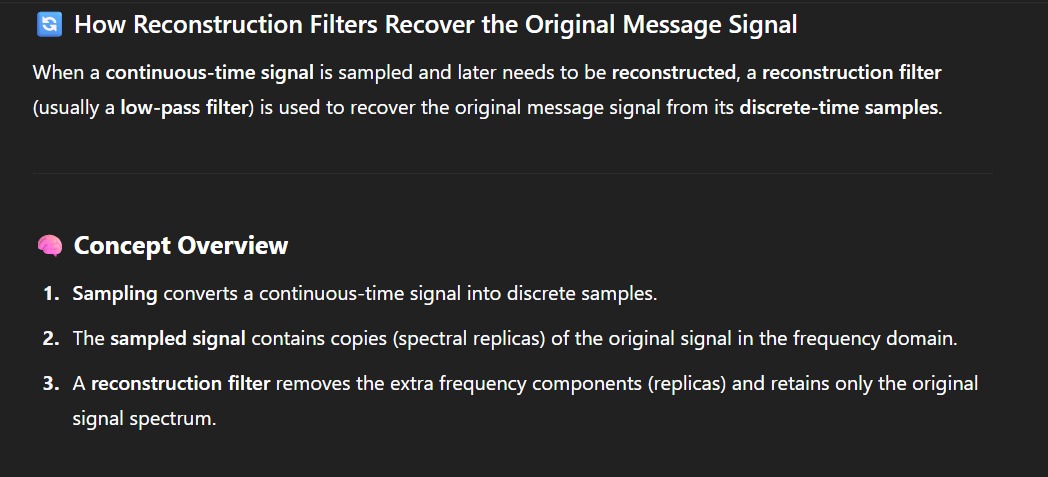 How Reconstruction Filters Recover the Original Message Signal
When a continuous-time signal is sampled and later needs to be reconstructed, a reconstruction filter
(usually a low-pass filter) is used to recover the original message signal from its discrete-time samples.
Concept Overview
1. Sampling converts a continuous-time signal into discrete samples.
2. The sampled signal contains copies (spectral replicas) of the original signal in the frequency domain.
3. A reconstruction filter removes the extra frequency components (replicas) and retains only the original
signal spectrum.